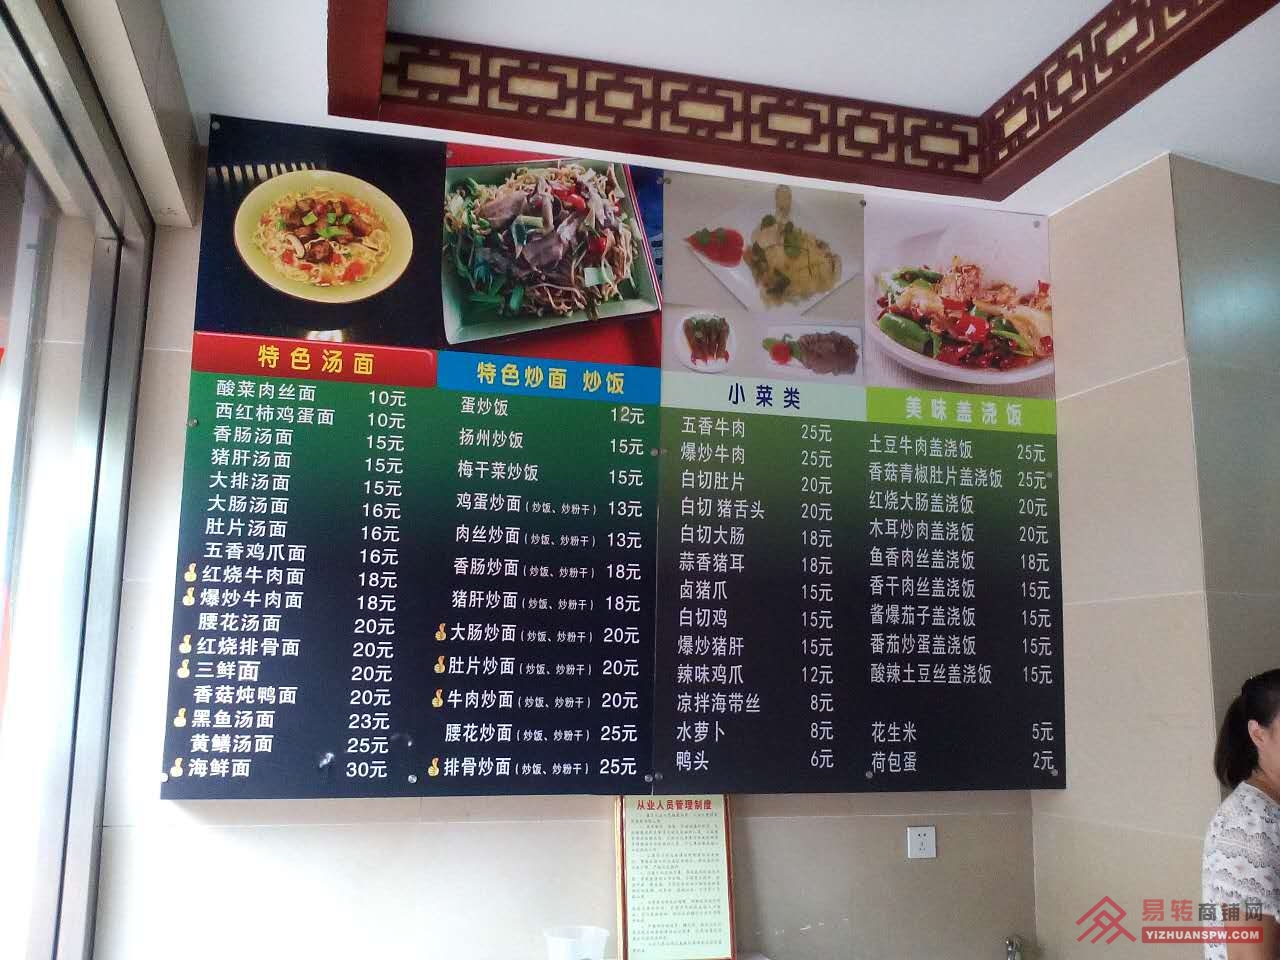 特色汤面
酸菜肉丝面 10元
西红柿鸡蛋面 10元
香肠汤面 15元
猪肝汤面 15元
大排汤面 15元
大肠汤面 16元
肚片汤面 16元
五香鸡爪面 16元
红烧牛肉面 18元
爆炒牛肉面 18元
腰花汤面 20元
红烧排骨面 20元
三鲜面 20元
香菇炖鸭面 20元
黑鱼汤面 23元
黄鳝汤面 25元
海鲜面 30元
特色炒面 炒饭
蛋炒饭 12元
扬州炒饭 15元
梅干菜炒饭 15元
鸡蛋炒面(炒饭、炒粉干) 13元
肉丝炒面(炒饭、炒粉干) 13元
香肠炒面(炒饭、炒粉干) 18元
猪肝炒面(炒饭、炒粉干) 18元
大肠炒面(炒饭、炒粉干) 20元
肚片炒面(炒饭、炒粉干) 20元
牛肉炒面(炒饭、炒粉干) 20元
腰花炒面(炒饭、炒粉干) 25元
排骨炒面(炒饭、炒粉干) 25元
小菜类
五香牛肉 25元
爆炒牛肉 25元
白切肚片 20元
白切猪舌头 20元
白切大肠 18元
蒜香猪耳 18元
卤猪爪 15元
白切鸡 15元
爆炒猪肝 15元
辣味鸡爪 12元
凉拌海带丝 8元
水萝卜 8元
鸭头 6元
美味盖浇饭
土豆牛肉盖浇饭 25元
香菇青椒肚片盖浇饭 25元
红烧大肠盖浇饭 20元
木耳炒肉盖浇饭 20元
鱼香肉丝盖浇饭 18元
香干肉丝盖浇饭 15元
酱爆茄子盖浇饭 15元
番茄炒蛋盖浇饭 15元
酸辣土豆丝盖浇饭 15元
花生米 5元
荷包蛋 2元
从业人员管理制度
易转商铺网
YIZHUANSPW.COM